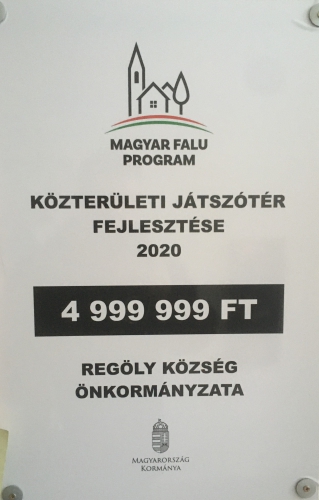 MAGYAR FALU
PROGRAM
KÖZTERÜLETI JÁTSZÓTÉR
FEJLESZTÉSE
2020
4 999 999 FT
REGÖLY KÖZSÉG
ÖNKORMÁNYZATA
MAGYARORSZÁG
KORMÁNYA